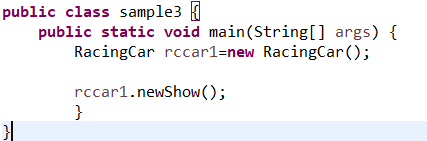 public class sample3 {
    public static void main(String[] args) {
        RacingCar rccar1=new RacingCar();

        rccar1.newShow();
        }
}